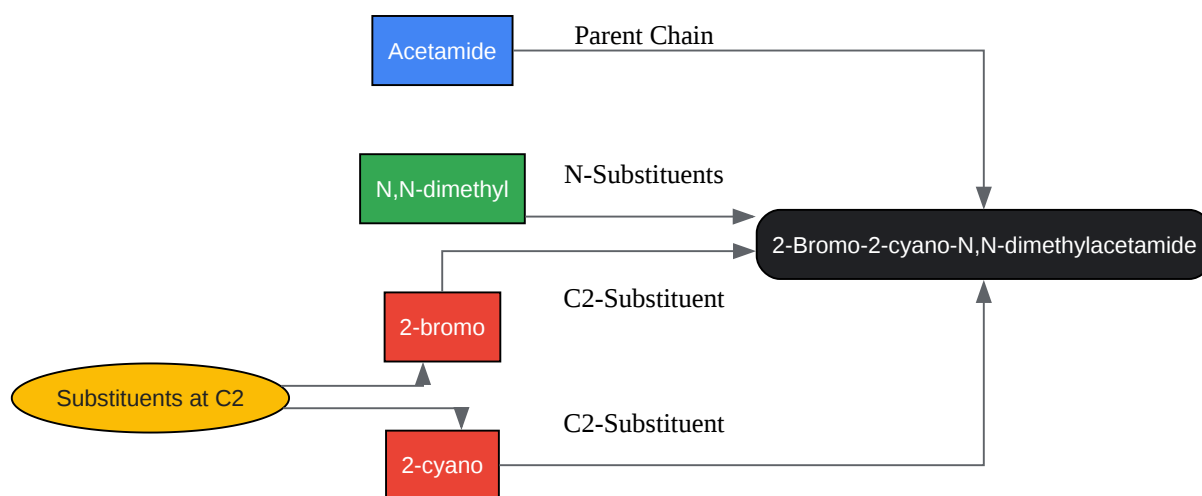 Acetamide
Parent Chain
N,N-dimethyl
N-Substituents
2-Bromo-2-cyano-N,N-dimethylacetamide
2-bromo
C2-Substituent
Substituents at C2
C2-Substituent
2-cyano